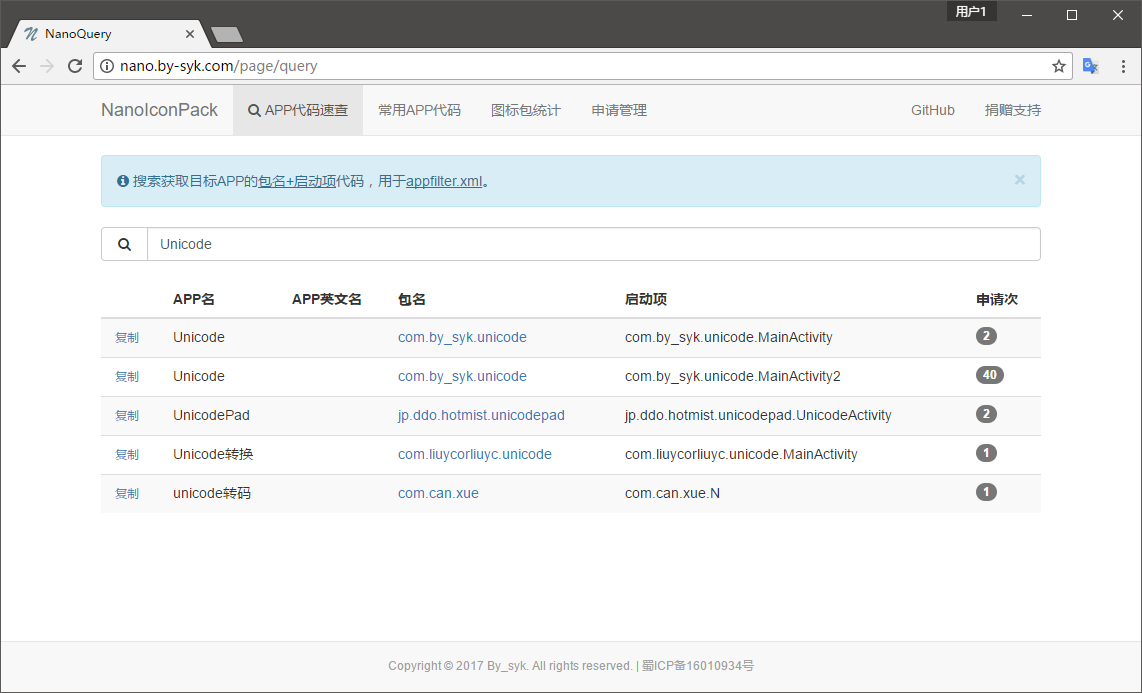 用户1
NanoQuery
nano.by-syk.com/page/query
NanoIconPack APP代码速查 常用APP代码 图标包统计 申请管理 GitHub 捐赠支持
搜索获取目标APP的包名+启动项代码，用于appfilter.xml。 ×
Unicode
APP名 APP英文名 包名 启动项 申请次
复制 Unicode com.by_syk.unicode com.by_syk.unicode.MainActivity 2
复制 Unicode com.by_syk.unicode com.by_syk.unicode.MainActivity2 40
复制 UnicodePad jp.ddo.hotmist.unicodepad jp.ddo.hotmist.unicodepad.UnicodeActivity 2
复制 Unicode转换 com.liuycorliuyc.unicode com.liuycorliuyc.unicode.MainActivity 1
复制 unicode转码 com.can.xue com.can.xue.N 1
Copyright © 2017 By_syk. All rights reserved. | 蜀ICP备16010934号